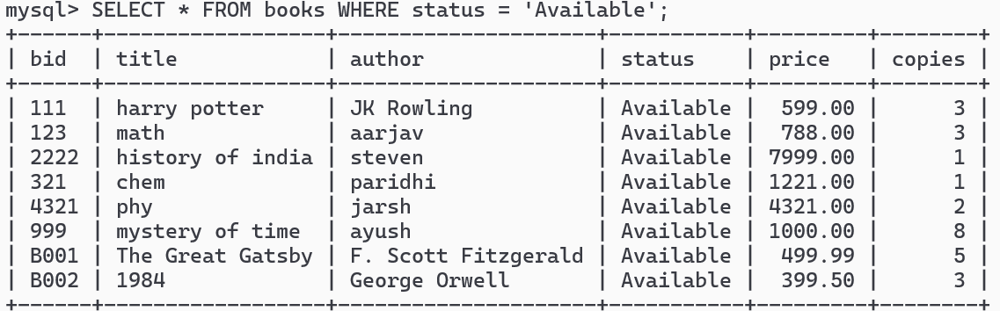 mysql> SELECT * FROM books WHERE status = 'Available';
+------+------------------+---------------------+-----------+---------+--------+
| bid  | title            | author              | status    | price   | copies |
+------+------------------+---------------------+-----------+---------+--------+
| 111  | harry potter     | JK Rowling          | Available |  599.00 |      3 |
| 123  | math             | aarjav              | Available |  788.00 |      3 |
| 2222 | history of india | steven              | Available | 7999.00 |      1 |
| 321  | chem             | paridhi             | Available | 1221.00 |      1 |
| 4321 | phy              | jarsh               | Available | 4321.00 |      2 |
| 999  | mystery of time  | ayush               | Available | 1000.00 |      8 |
| B001 | The Great Gatsby | F. Scott Fitzgerald | Available |  499.99 |      5 |
| B002 | 1984             | George Orwell       | Available |  399.50 |      3 |
+------+------------------+---------------------+-----------+---------+--------+